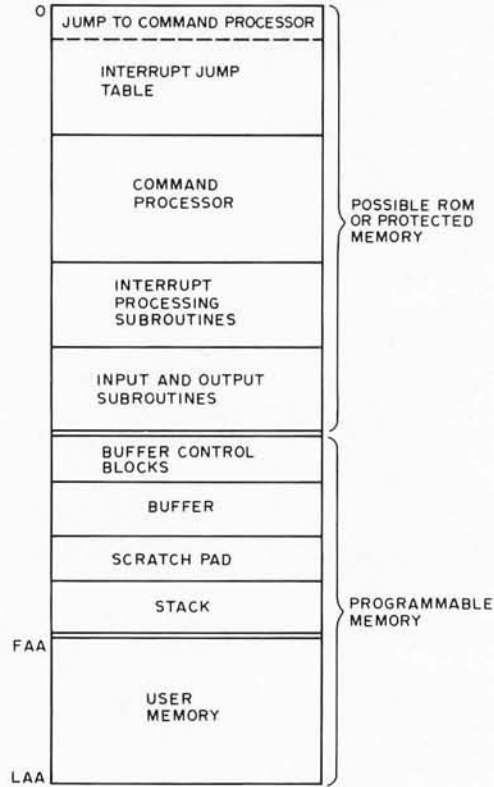 0
JUMP TO COMMAND PROCESSOR
INTERRUPT JUMP
TABLE
COMMAND
PROCESSOR
INTERRUPT
PROCESSING
SUBROUTINES
INPUT AND OUTPUT
SUBROUTINES
POSSIBLE ROM
OR PROTECTED
MEMORY
BUFFER CONTROL
BLOCKS
BUFFER
SCRATCH PAD
STACK
PROGRAMMABLE
MEMORY
FAA
USER
MEMORY
LAA